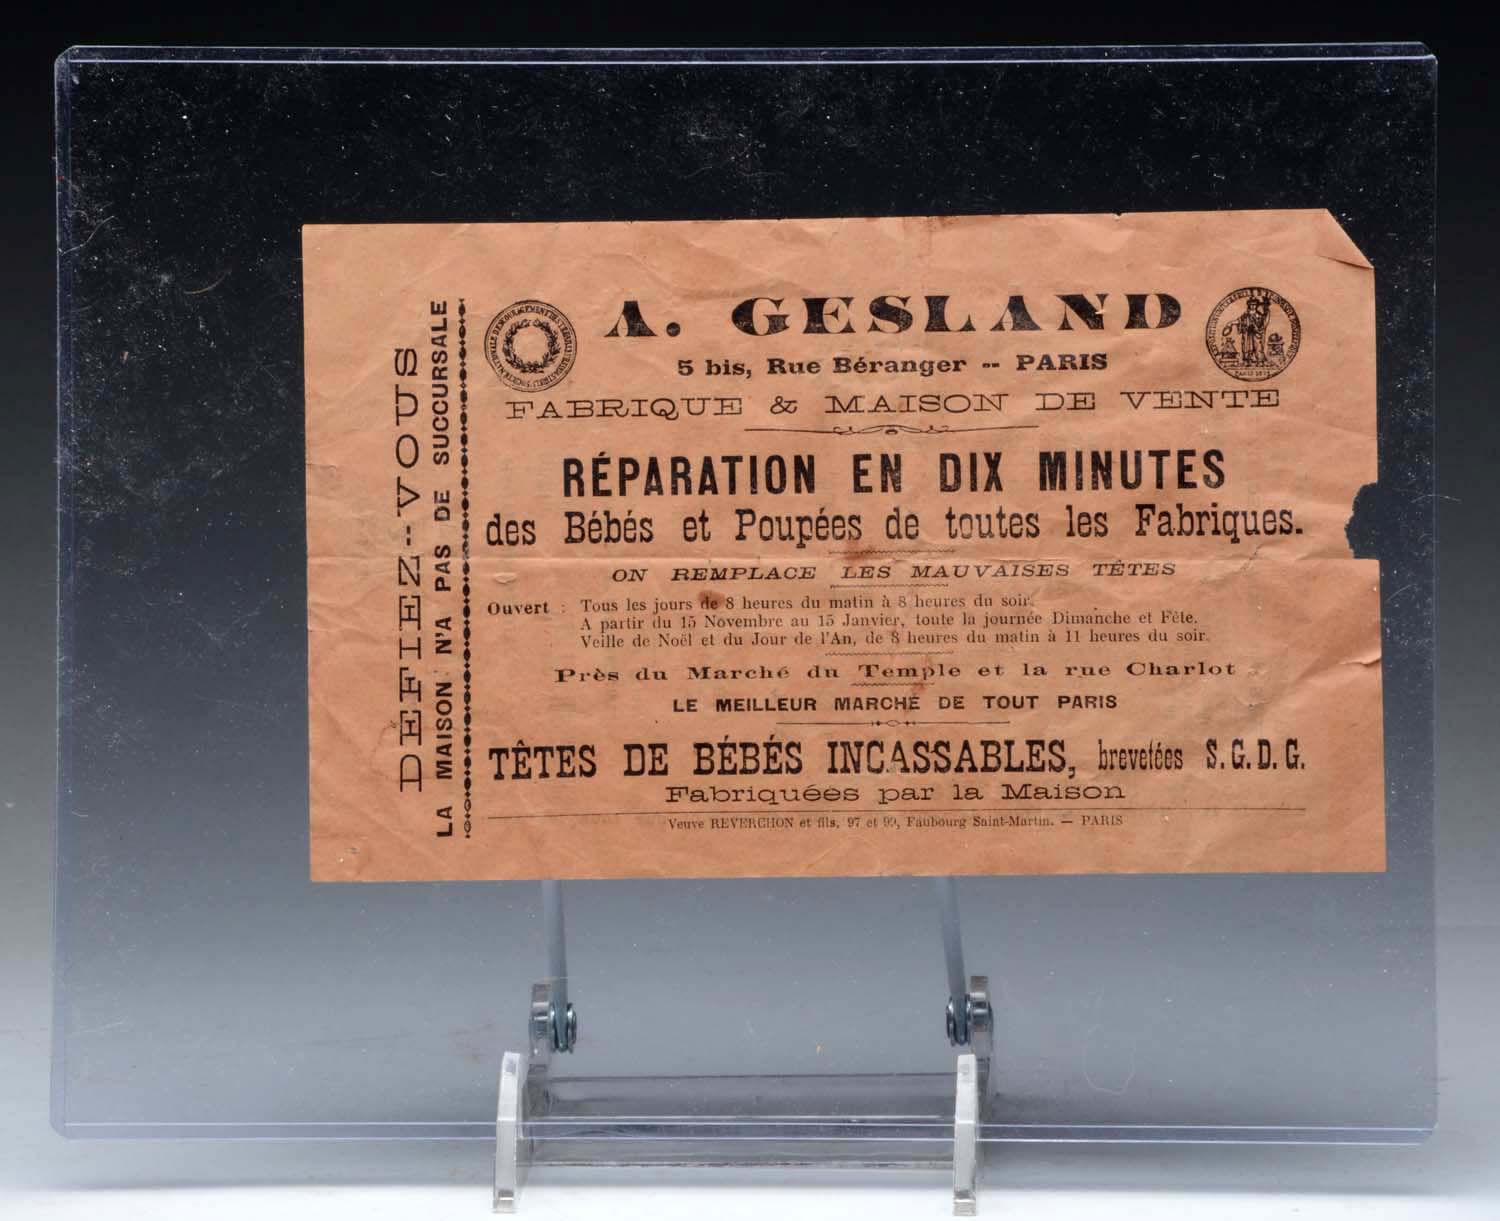 DEFIEZ--VOUS
LA MAISON N'A PAS DE SUCCURSALE
A. GESLAND
5 bis, Rue Béranger -- PARIS
FABRIQUE & MAISON DE VENTE
RÉPARATION EN DIX MINUTES
des Bébés et Poupées de toutes les Fabriques.
ON REMPLACE LES MAUVAISES TÊTES
Ouvert : Tous les jours de 8 heures du matin à 8 heures du soir.
A partir du 15 Novembre au 15 Janvier, toute la journée Dimanche et Fête.
Veille de Noël et du Jour de l'An, de 8 heures du matin à 11 heures du soir.
Près du Marché du Temple et la rue Charlot
LE MEILLEUR MARCHÉ DE TOUT PARIS
TÊTES DE BÉBÉS INCASSABLES, brevetées S.G.D.G.
Fabriquées par la Maison
Veuve REVERCHON et fils, 97 et 99, Faubourg Saint-Martin. — PARIS